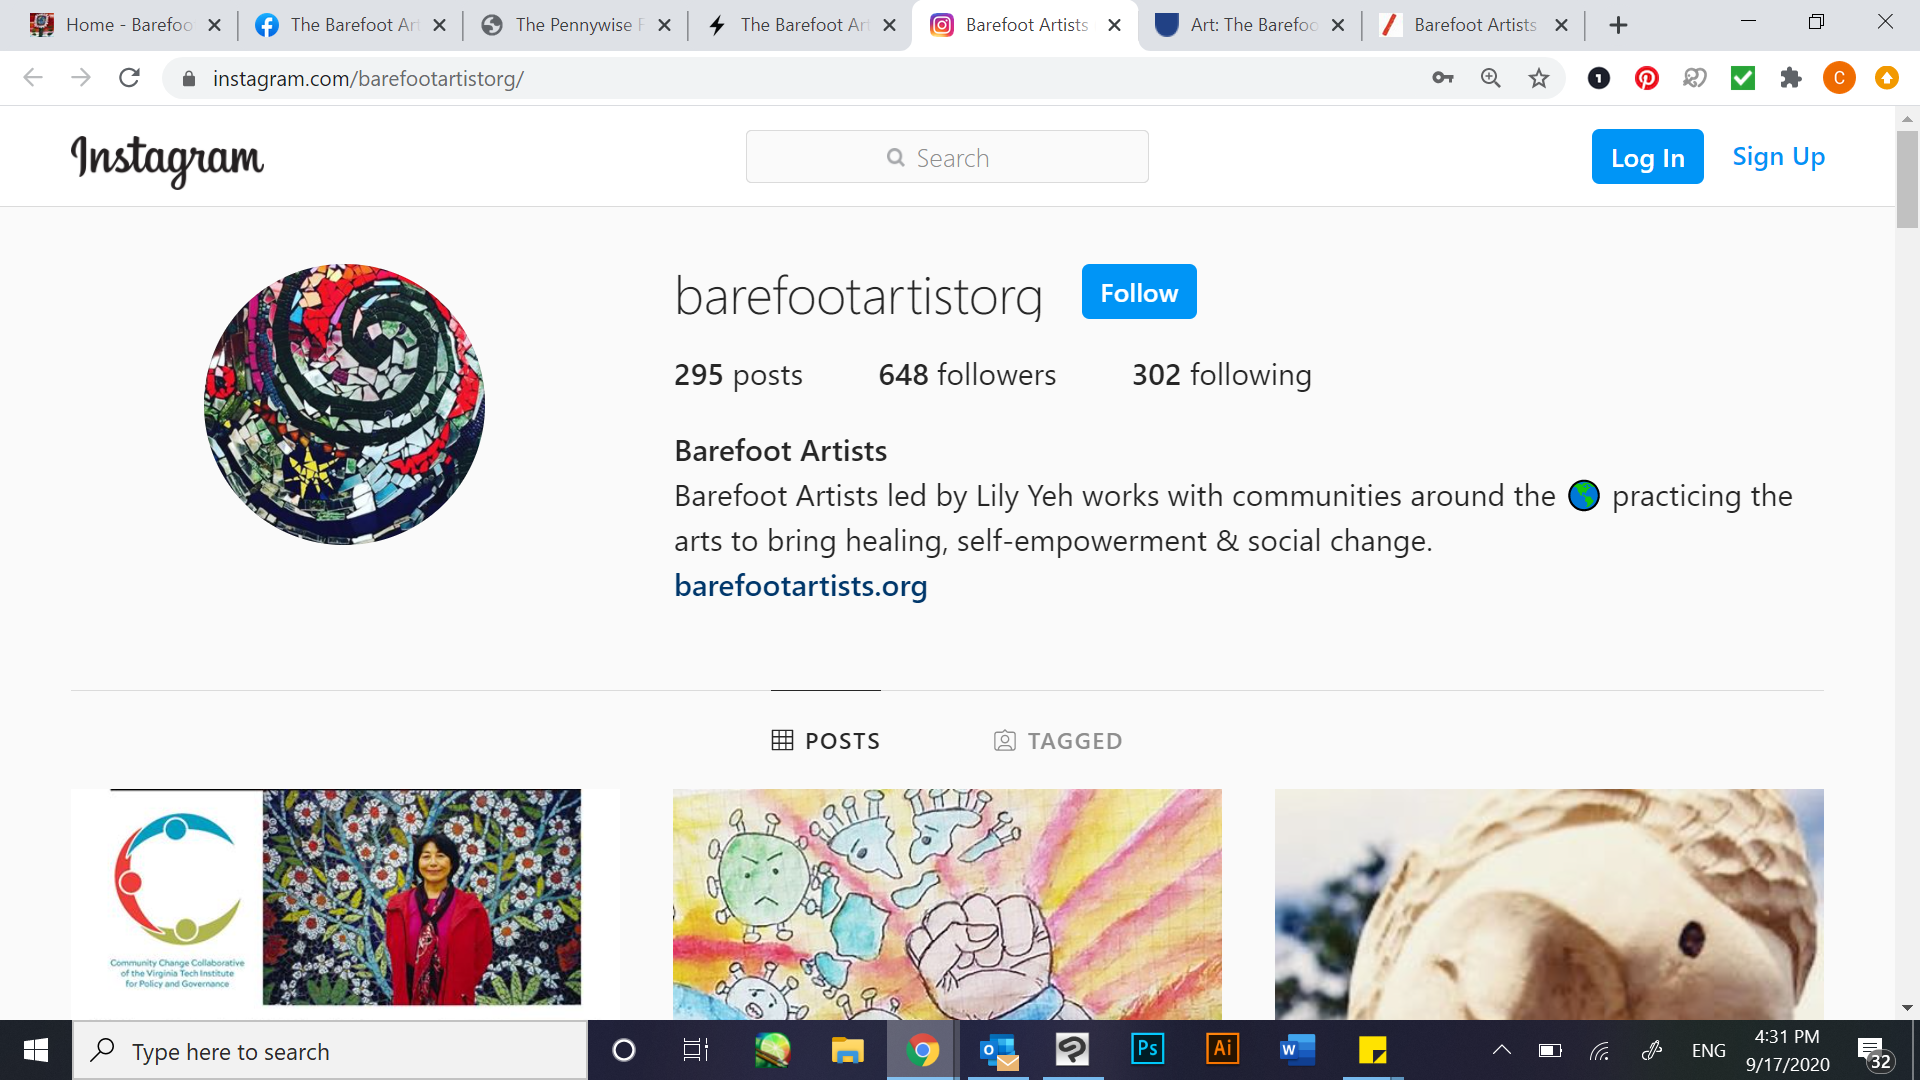 Home - Barefoo
The Barefoot Art
The Pennywise F
The Barefoot Art
Barefoot Artists
Art: The Barefoo
Barefoot Artists
instagram.com/barefootartistorg/
C
Instagram
Search
Log In
Sign Up
barefootartistorg
Follow
295 posts
648 followers
302 following
Barefoot Artists
Barefoot Artists led by Lily Yeh works with communities around the 🌎 practicing the
arts to bring healing, self-empowerment & social change.
barefootartists.org
POSTS
TAGGED
Community Change Collaborative
of the Virginia Tech Institute
for Policy and Governance
Type here to search
Ps
Ai
ENG
4:31 PM
9/17/2020
32